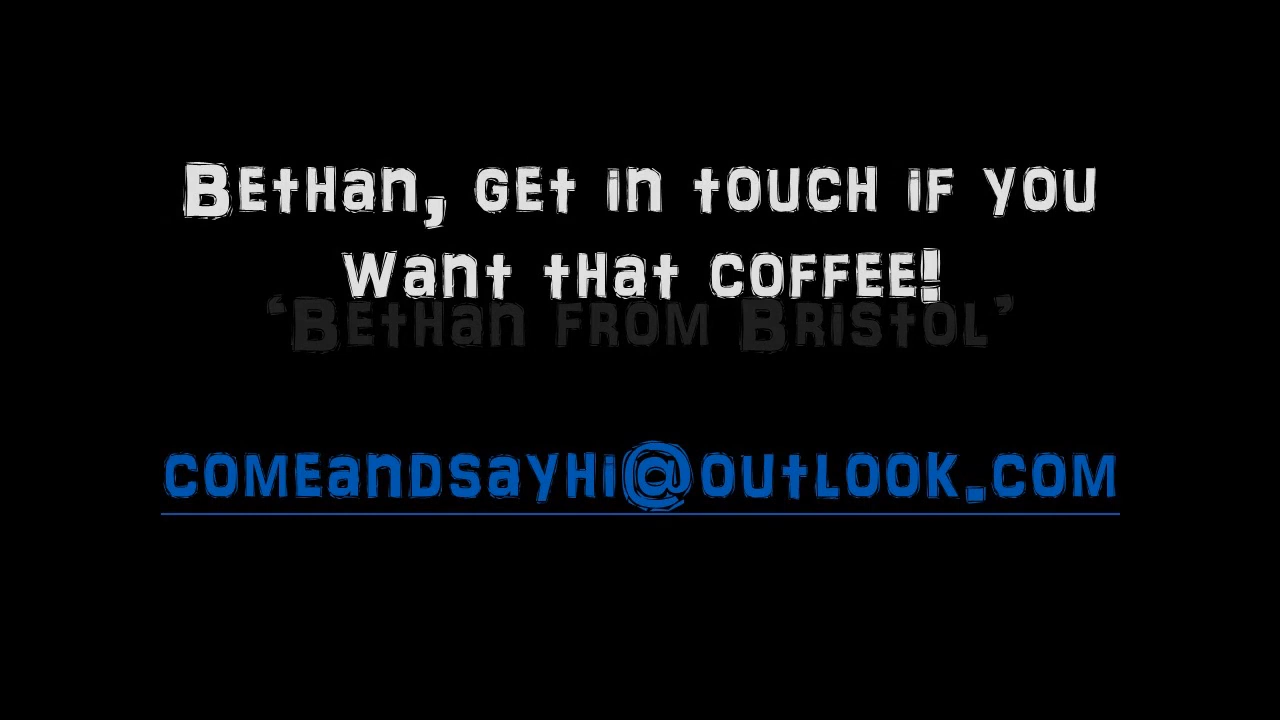 Bethan, get in touch if you
want that coffee!
‘Bethan from Bristol’
comeandsayhi@outlook.com